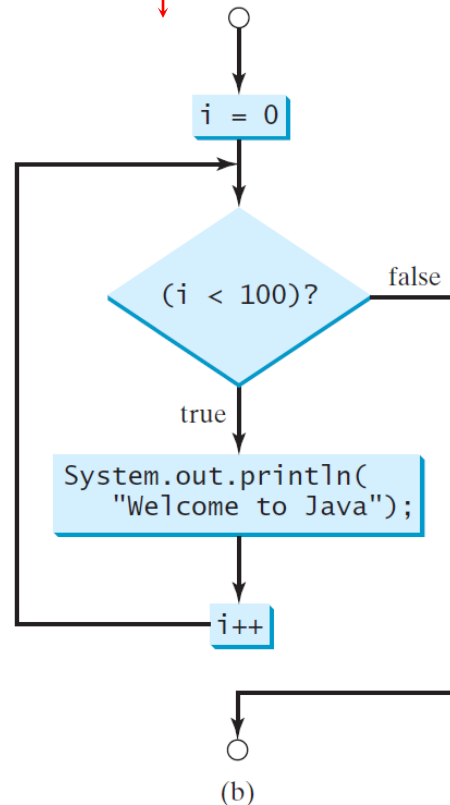 i = 0
(i < 100)?
false
true
System.out.println(
"Welcome to Java");
i++
(b)